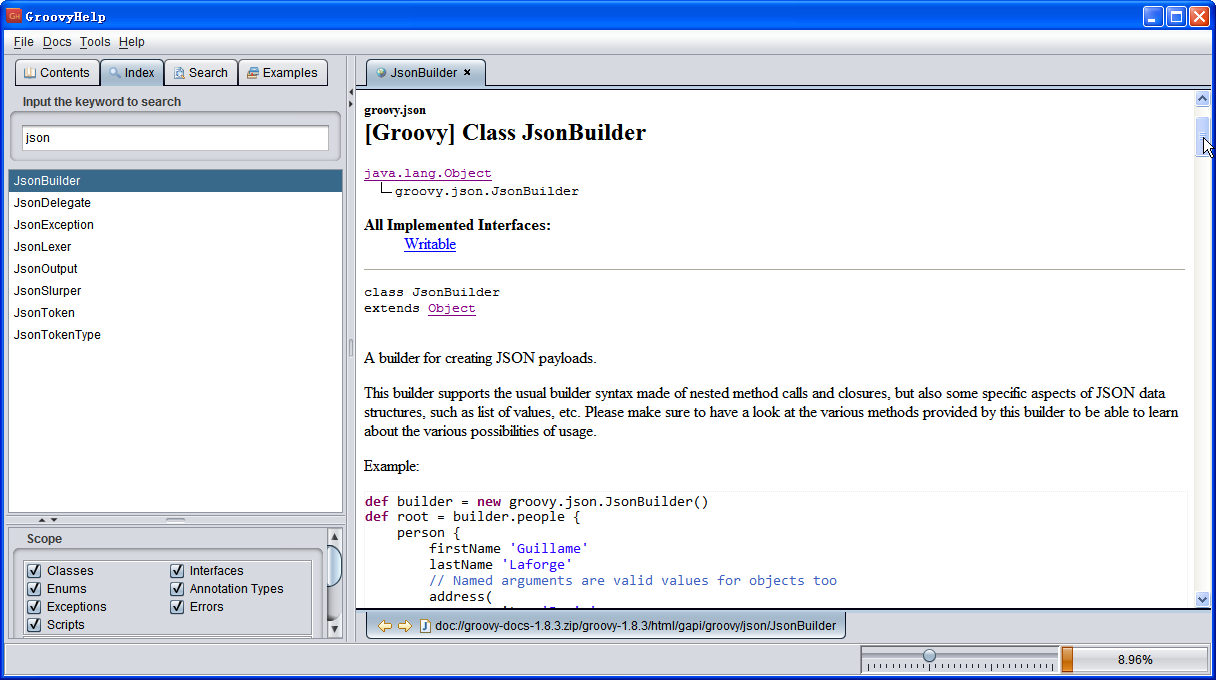 GroovyHelp
File Docs Tools Help
Contents Index Search Examples
Input the keyword to search
json
JsonBuilder
JsonDelegate
JsonException
JsonLexer
JsonOutput
JsonSlurper
JsonToken
JsonTokenType
Scope
Classes Interfaces
Enums Annotation Types
Exceptions Errors
Scripts
JsonBuilder ×
groovy.json
[Groovy] Class JsonBuilder
java.lang.Object
groovy.json.JsonBuilder
All Implemented Interfaces:
Writable
class JsonBuilder
extends Object
A builder for creating JSON payloads.
This builder supports the usual builder syntax made of nested method calls and closures, but also some specific aspects of JSON data
structures, such as list of values, etc. Please make sure to have a look at the various methods provided by this builder to be able to learn
about the various possibilities of usage.
Example:
def builder = new groovy.json.JsonBuilder()
def root = builder.people {
person {
firstName 'Guillame'
lastName 'Laforge'
// Named arguments are valid values for objects too
address(
doc://groovy-docs-1.8.3.zip/groovy-1.8.3/html/gapi/groovy/json/JsonBuilder
8.96%